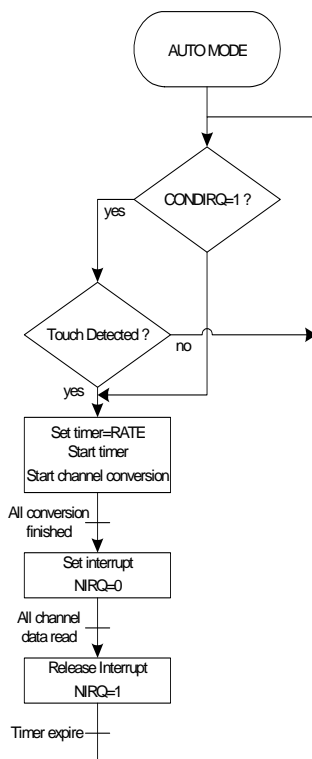 AUTO MODE
CONDIRQ=1 ?
yes
Touch Detected ?
no
yes
Set timer=RATE
Start timer
Start channel conversion
All conversion
finished
Set interrupt
NIRQ=0
All channel
data read
Release Interrupt
NIRQ=1
Timer expire